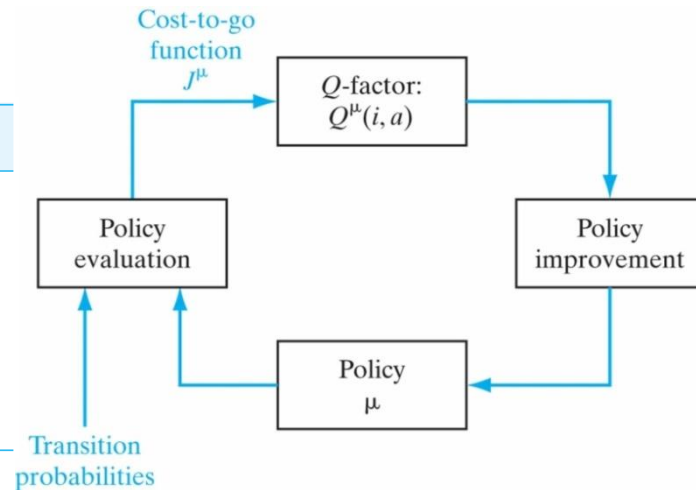 Cost-to-go
function
J^μ
Q-factor:
Q^μ(i, a)
Policy
evaluation
Policy
improvement
Policy
μ
Transition
probabilities